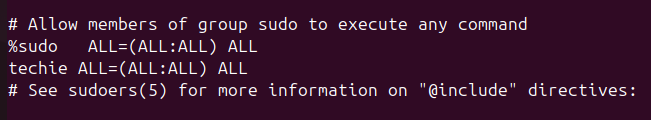 # Allow members of group sudo to execute any command
%sudo   ALL=(ALL:ALL) ALL
techie ALL=(ALL:ALL) ALL
# See sudoers(5) for more information on "@include" directives: